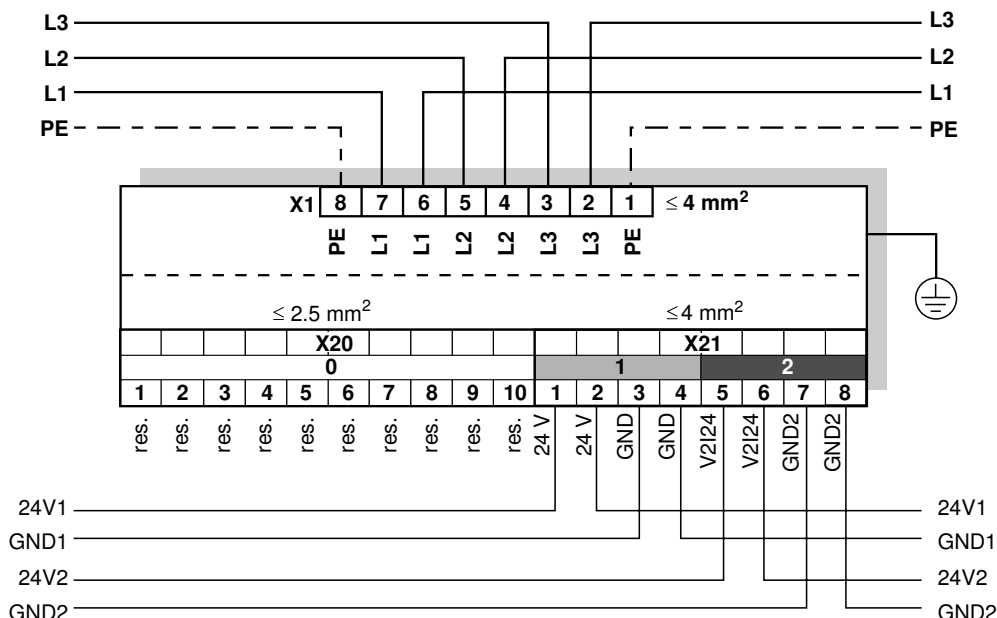 L3 L3
L2 L2
L1 L1
PE PE
X1 8 7 6 5 4 3 2 1 ≤ 4 mm²
PE L1 L1 L2 L2 L3 L3 PE
≤ 2.5 mm² ≤4 mm²
X20 X21
0 1 2
1 2 3 4 5 6 7 8 9 10 1 2 3 4 5 6 7 8
res. res. res. res. res. res. res. res. res. res. 24 V 24 V GND GND V2I24 V2I24 GND2 GND2
24V1 24V1
GND1 GND1
24V2 24V2
GND2 GND2